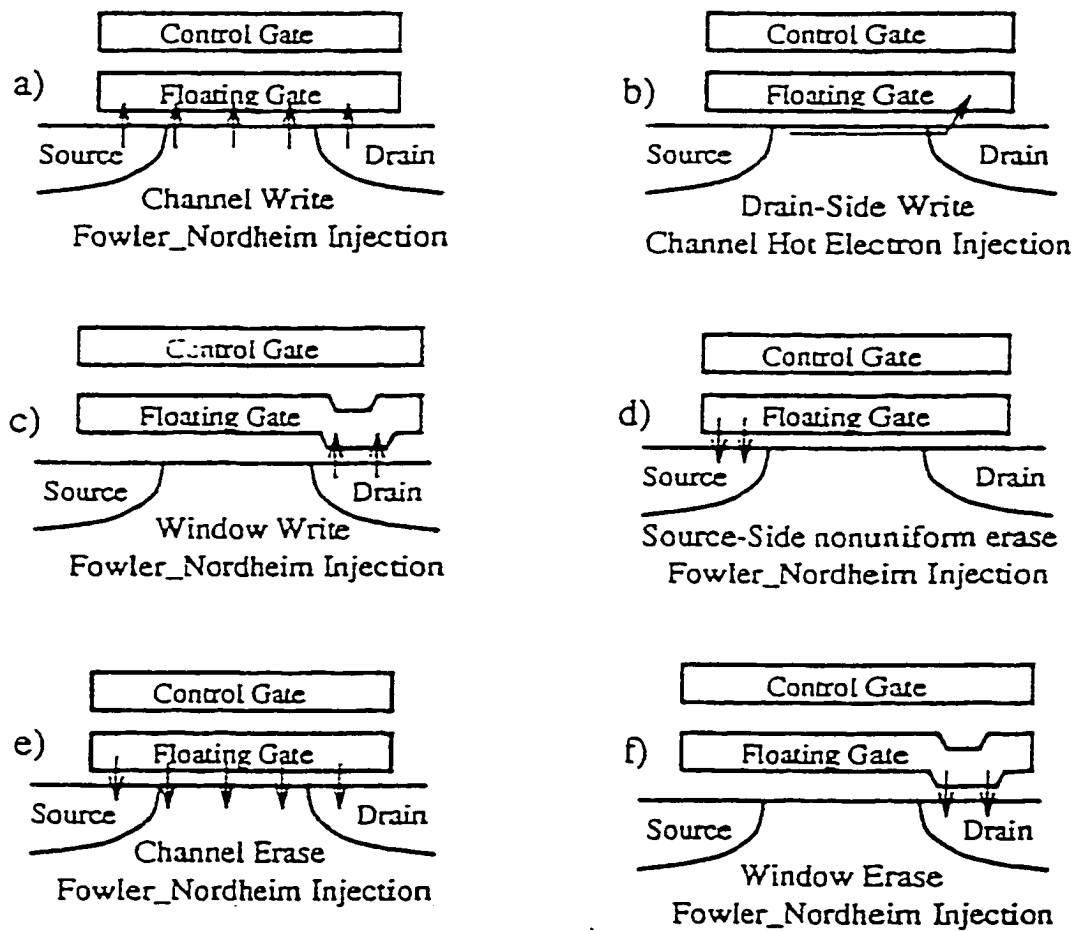 Control Gate
a)
Floating Gate
Source
Drain
Channel Write
Fowler_Nordheim Injection
Control Gate
b)
Floating Gate
Source
Drain
Drain-Side Write
Channel Hot Electron Injection
Control Gate
c)
Floating Gate
Source
Drain
Window Write
Fowler_Nordheim Injection
Control Gate
d)
Floating Gate
Source
Drain
Source-Side nonuniform erase
Fowler_Nordheim Injection
Control Gate
e)
Floating Gate
Source
Drain
Channel Erase
Fowler_Nordheim Injection
Control Gate
f)
Floating Gate
Source
Drain
Window Erase
Fowler_Nordheim Injection